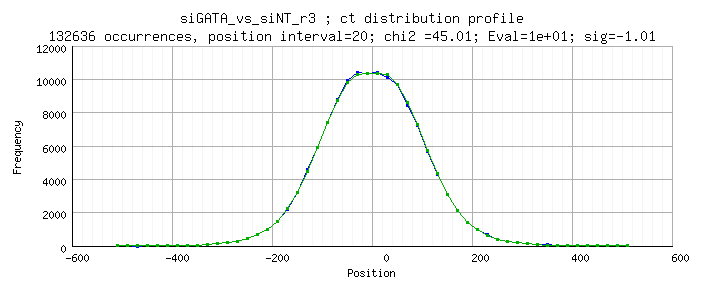 siGATA_vs_siNT_r3 ; ct distribution profile
132636 occurrences, position interval=20; chi2 =45.01; Eval=1e+01; sig=-1.01
12000
10000
8000
6000
4000
2000
0
Frequency
-600 -400 -200 0 200 400 600
Position